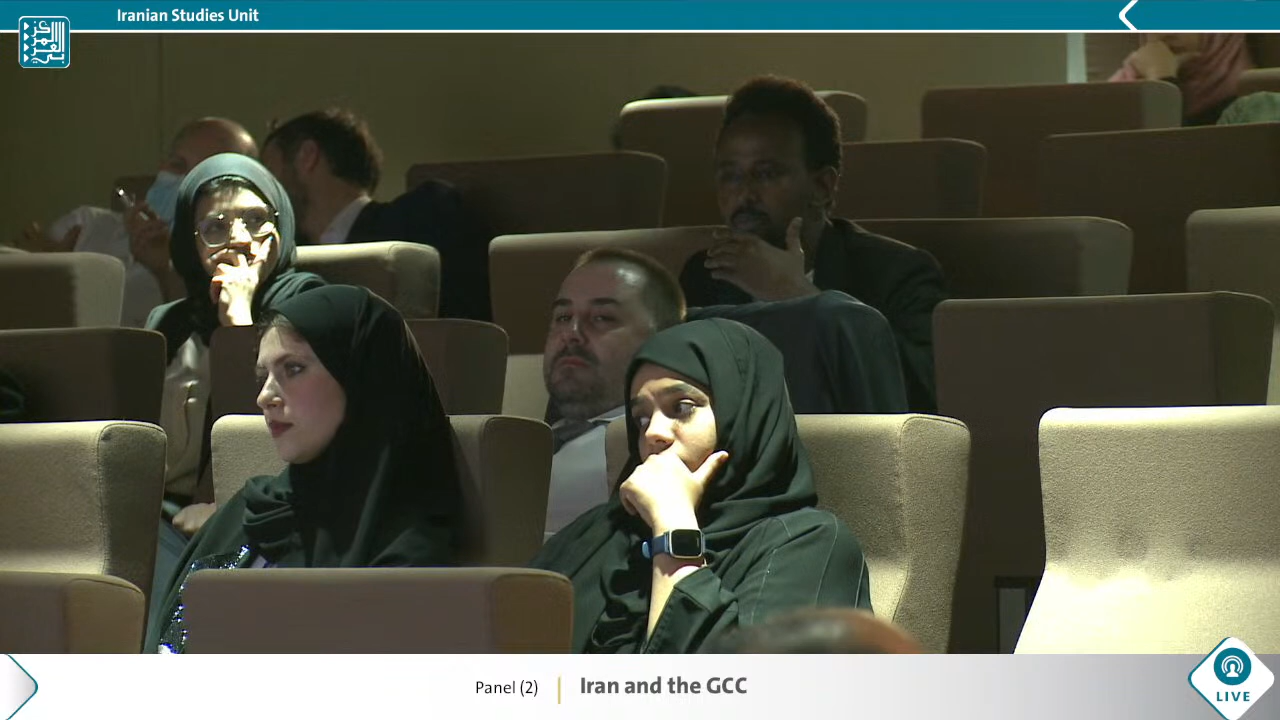 Iranian Studies Unit
Panel (2)
Iran and the GCC
LIVE